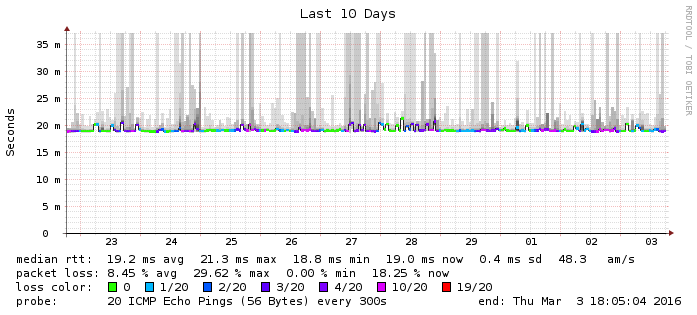 Last 10 Days
RRDTOOL / TOBI OETIKER
Seconds
35 m
30 m
25 m
20 m
15 m
10 m
5 m
0
23 24 25 26 27 28 29 01 02 03
median rtt: 19.2 ms avg 21.3 ms max 18.8 ms min 19.0 ms now 0.4 ms sd 48.3 am/s
packet loss: 8.45 % avg 29.62 % max 0.00 % min 18.25 % now
loss color: 0 1/20 2/20 3/20 4/20 10/20 19/20
probe: 20 ICMP Echo Pings (56 Bytes) every 300s end: Thu Mar 3 18:05:04 2016